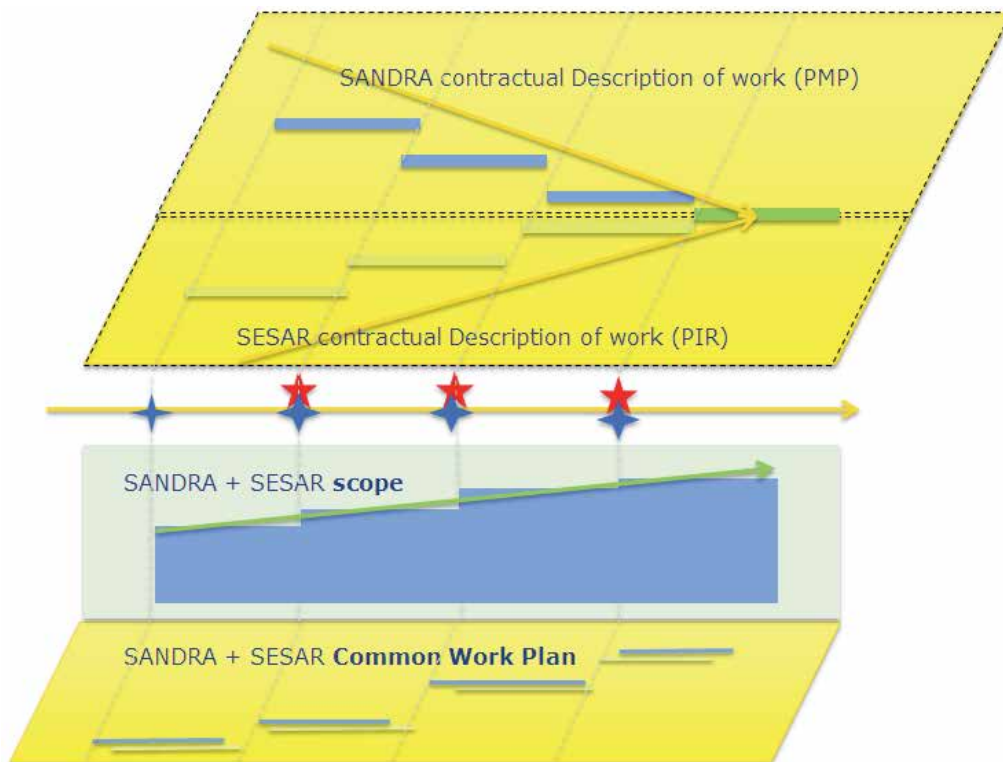 SANDRA contractual Description of work (PMP)
SESAR contractual Description of work (PIR)
SANDRA + SESAR scope
SANDRA + SESAR Common Work Plan